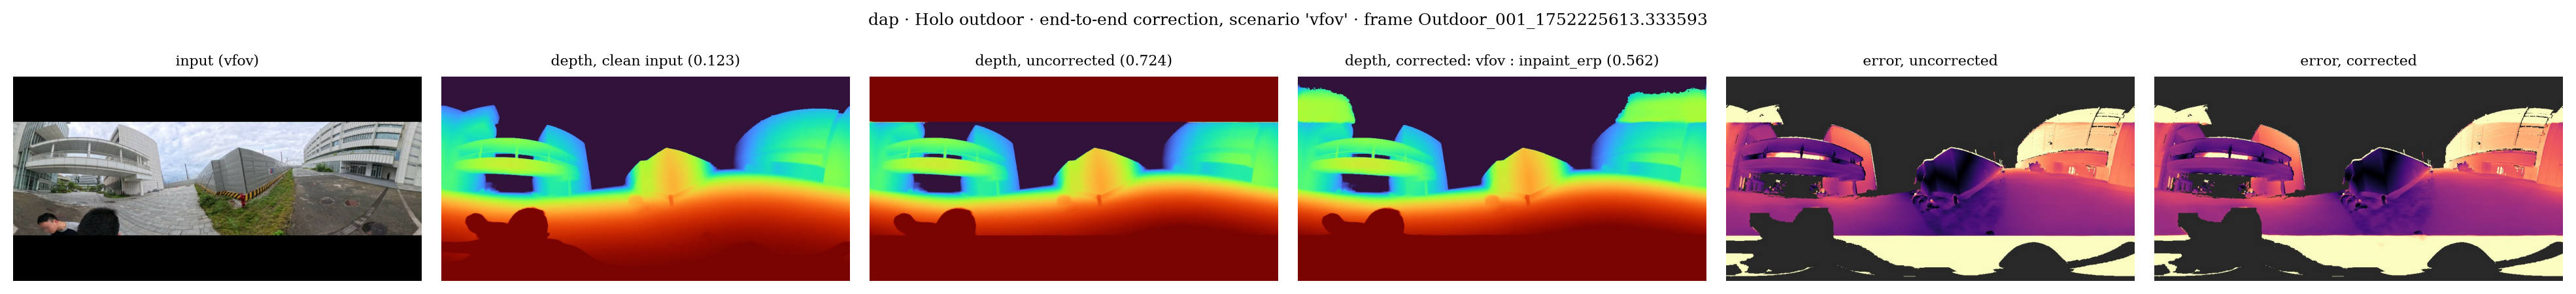 dap · Holo outdoor · end-to-end correction, scenario 'vfov' · frame Outdoor_001_1752225613.333593
input (vfov)
depth, clean input (0.123)
depth, uncorrected (0.724)
depth, corrected: vfov : inpaint_erp (0.562)
error, uncorrected
error, corrected